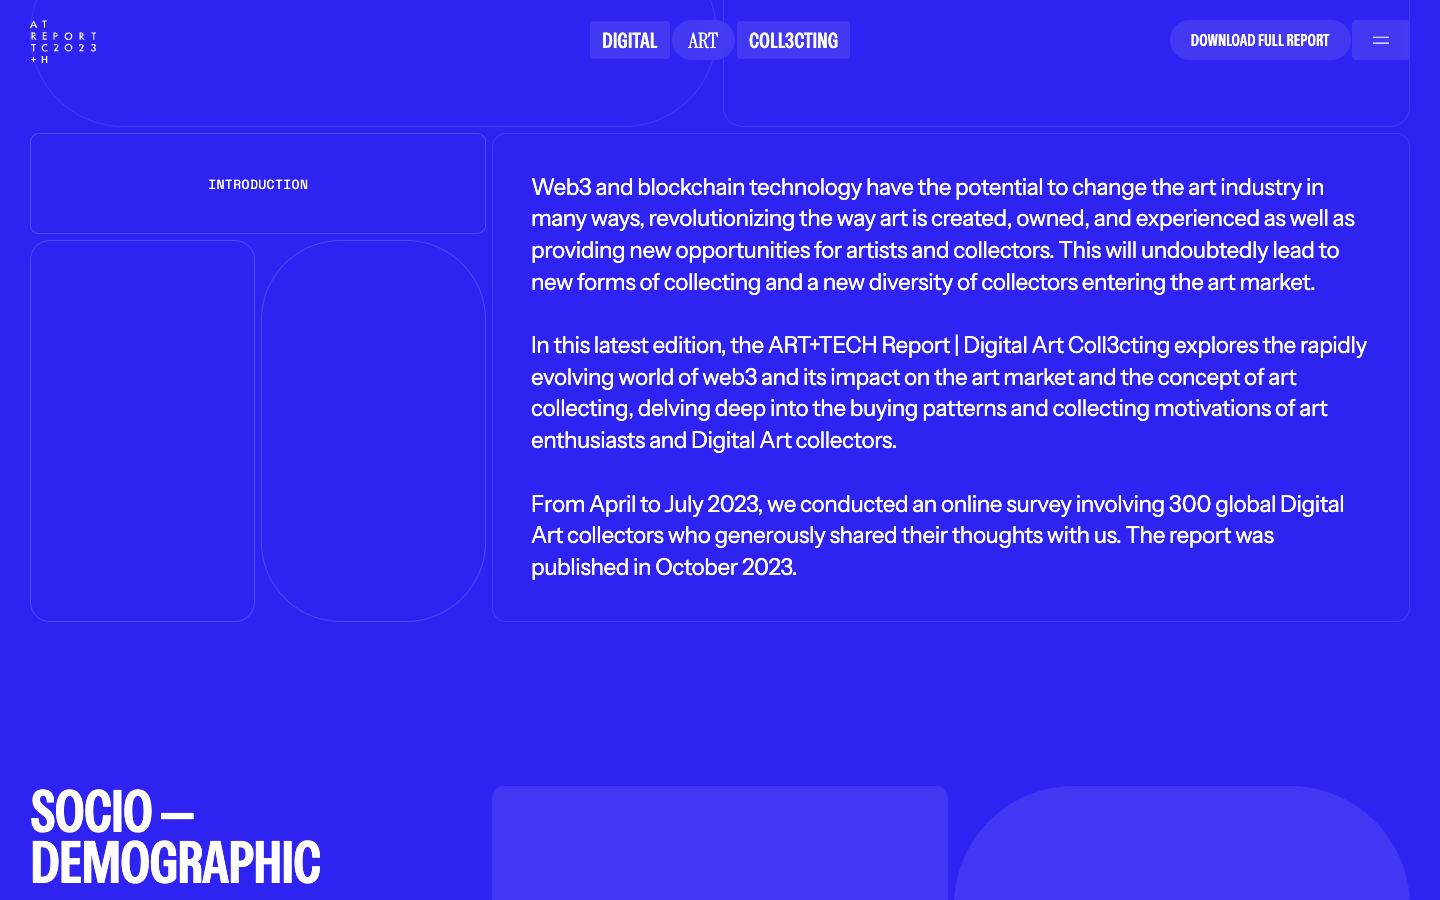 A T
R E P O R T
T C 2 0 2 3
+ H
DIGITAL ART COLL3CTING
DOWNLOAD FULL REPORT
INTRODUCTION
Web3 and blockchain technology have the potential to change the art industry in
many ways, revolutionizing the way art is created, owned, and experienced as well as
providing new opportunities for artists and collectors. This will undoubtedly lead to
new forms of collecting and a new diversity of collectors entering the art market.
In this latest edition, the ART+TECH Report | Digital Art Coll3cting explores the rapidly
evolving world of web3 and its impact on the art market and the concept of art
collecting, delving deep into the buying patterns and collecting motivations of art
enthusiasts and Digital Art collectors.
From April to July 2023, we conducted an online survey involving 300 global Digital
Art collectors who generously shared their thoughts with us. The report was
published in October 2023.
SOCIO —
DEMOGRAPHIC